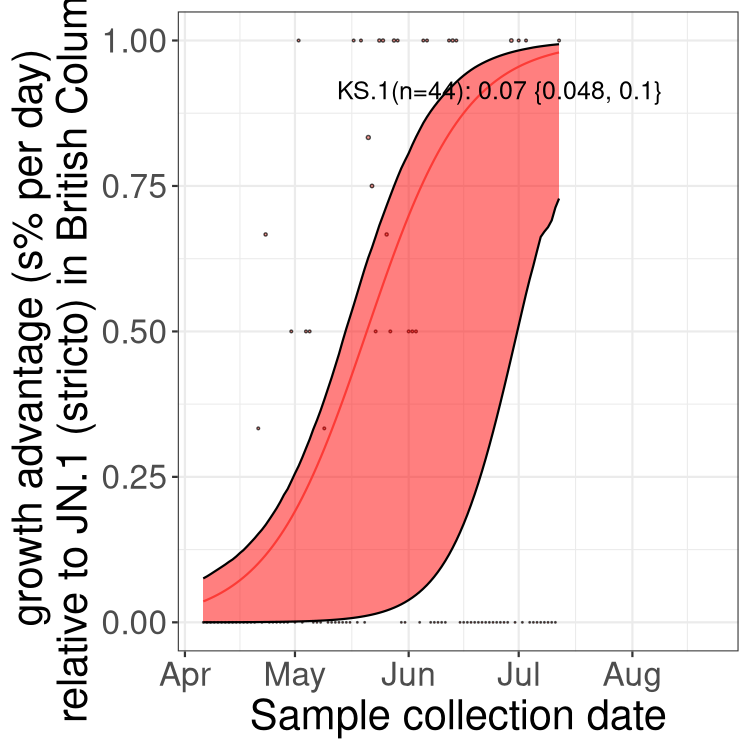 growth advantage (s% per day)
relative to JN.1 (stricto) in British Colum
1.00
0.75
0.50
0.25
0.00
KS.1(n=44): 0.07 {0.048, 0.1}
Apr May Jun Jul Aug
Sample collection date